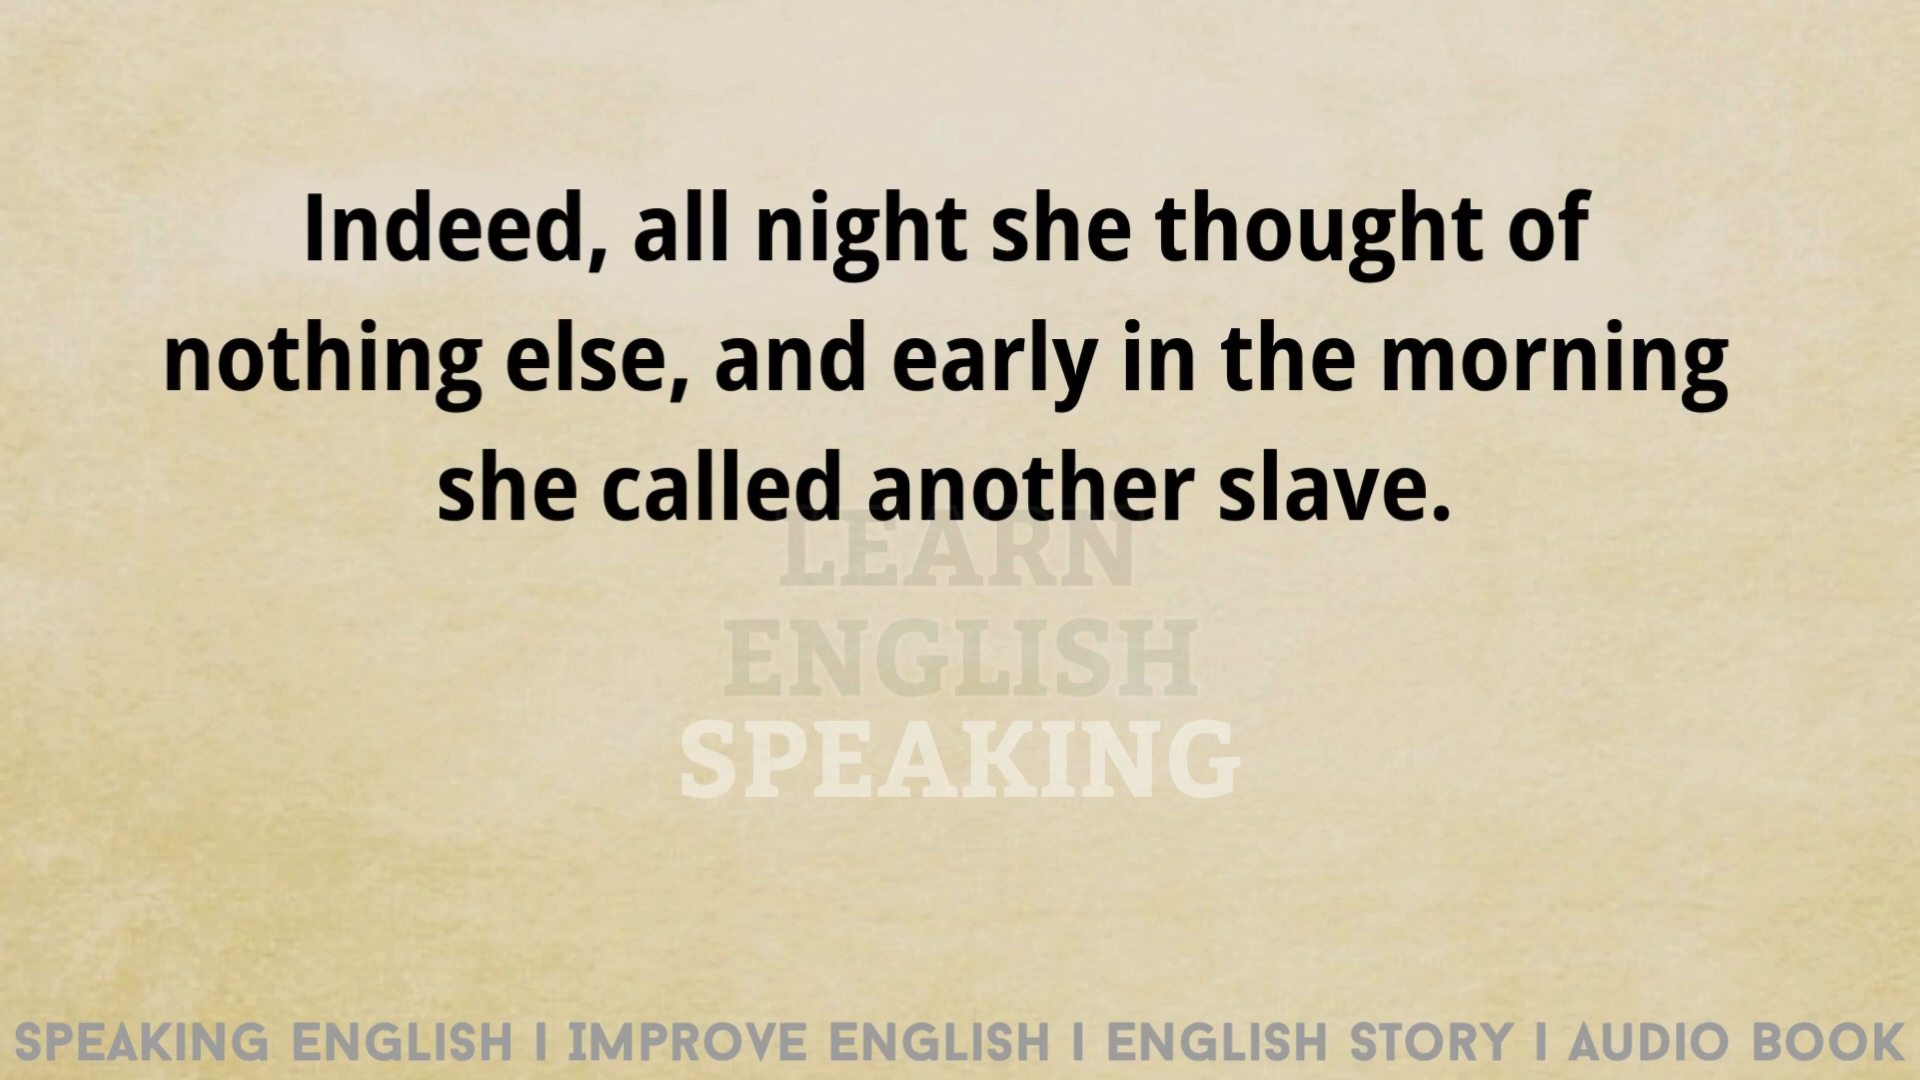 Indeed, all night she thought of
nothing else, and early in the morning
she called another slave.
LEARN
ENGLISH
SPEAKING
SPEAKING ENGLISH | IMPROVE ENGLISH | ENGLISH STORY | AUDIO BOOK